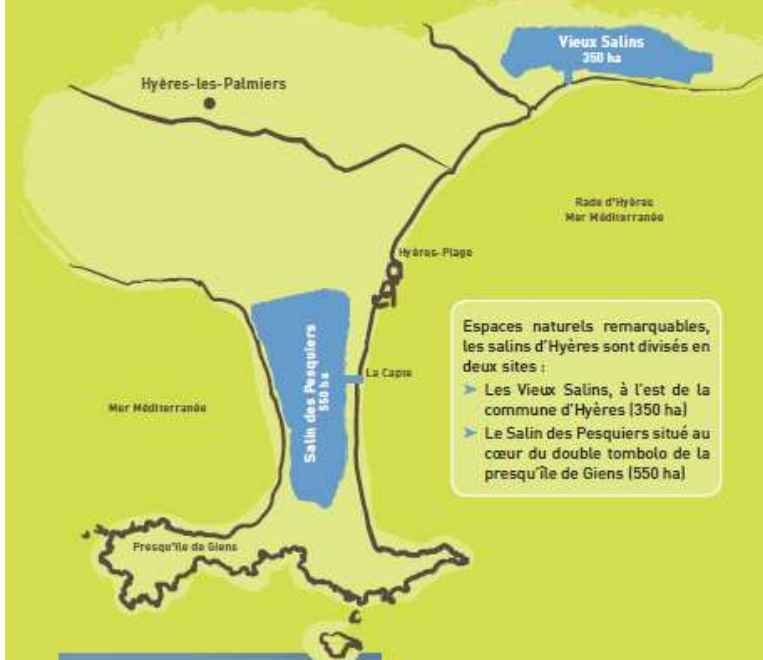 Vieux Salins
350 ha
Hyères-les-Palmiers
Rade d'Hyères
Mer Méditerranée
Hyères-Plage
Espaces naturels remarquables,
les salins d'Hyères sont divisés en
deux sites :
➤ Les Vieux Salins, à l'est de la
commune d'Hyères (350 ha)
➤ Le Salin des Pesquiers situé au
cœur du double tombolo de la
presqu'île de Giens (550 ha)
Salin des Pesquiers
550 ha
La Capte
Mer Méditerranée
Presqu'île de Giens